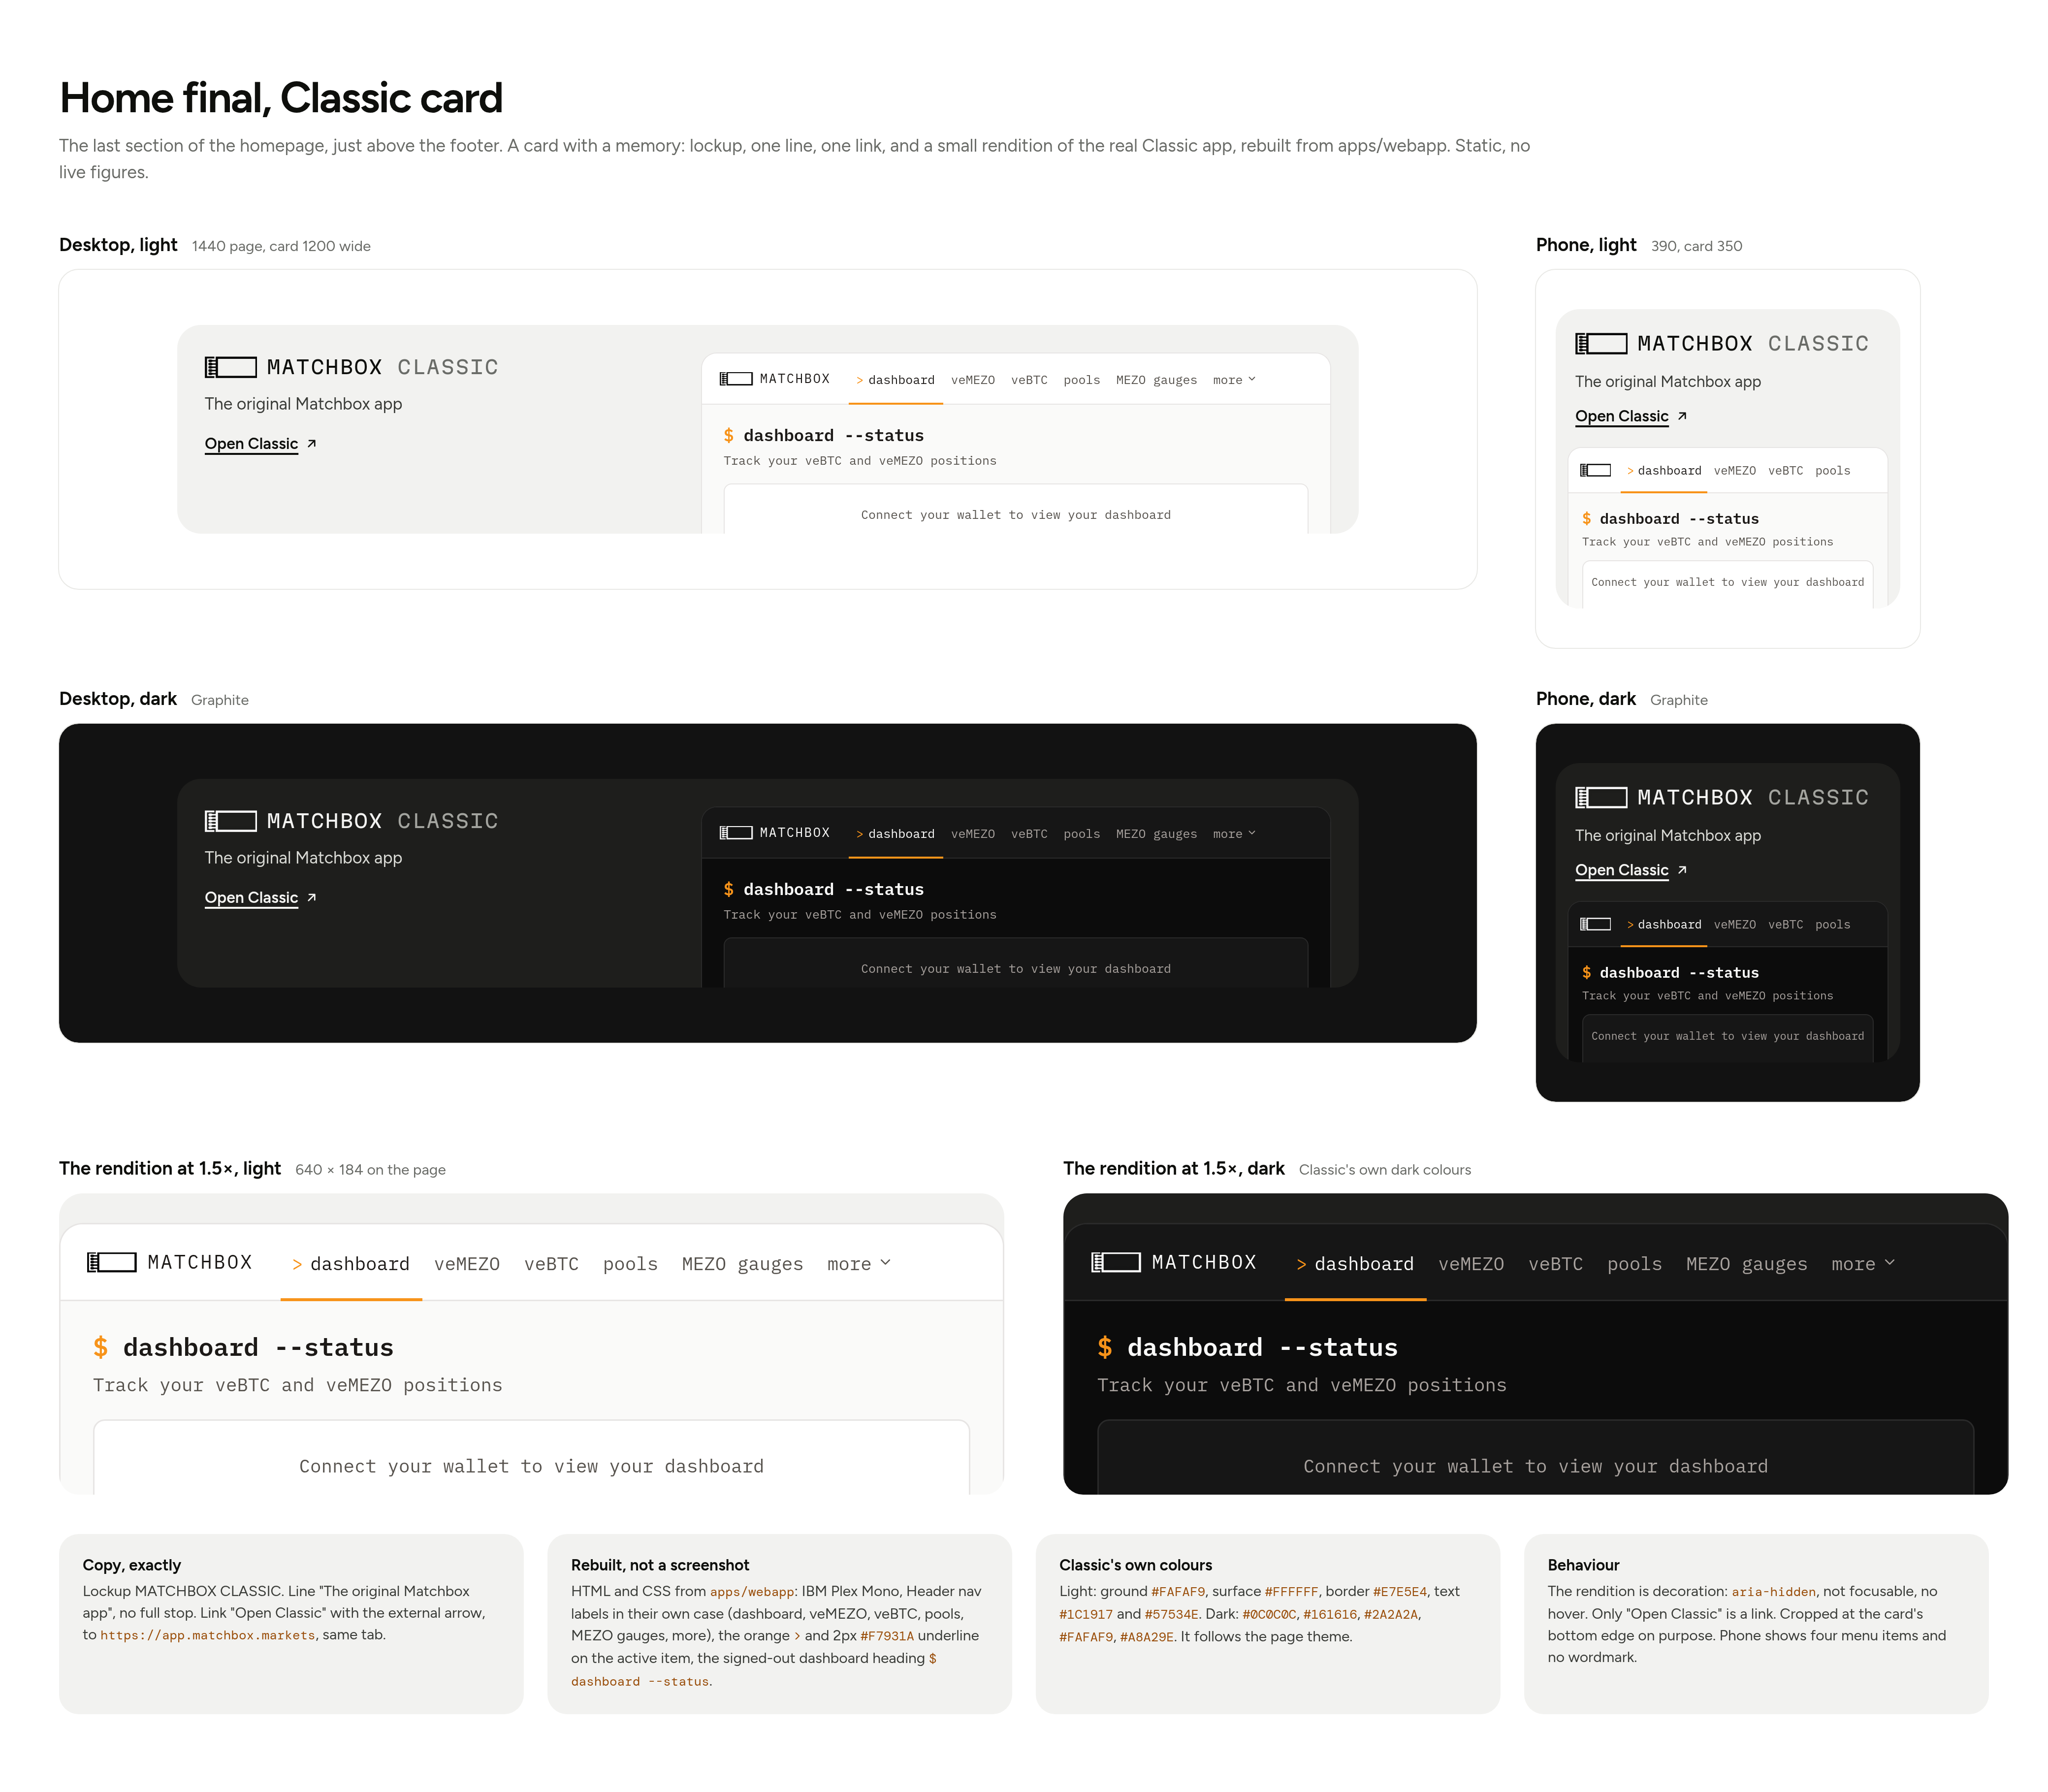 Home final, Classic card
The last section of the homepage, just above the footer. A card with a memory: lockup, one line, one link, and a small rendition of the real Classic app, rebuilt from apps/webapp. Static, no
live figures.
Desktop, light 1440 page, card 1200 wide
MATCHBOX CLASSIC
The original Matchbox app
Open Classic ↗
MATCHBOX > dashboard veMEZO veBTC pools MEZO gauges more
$ dashboard --status
Track your veBTC and veMEZO positions
Connect your wallet to view your dashboard
Phone, light 390, card 350
MATCHBOX CLASSIC
The original Matchbox app
Open Classic ↗
> dashboard veMEZO veBTC pools
$ dashboard --status
Track your veBTC and veMEZO positions
Connect your wallet to view your dashboard
Desktop, dark Graphite
MATCHBOX CLASSIC
The original Matchbox app
Open Classic ↗
MATCHBOX > dashboard veMEZO veBTC pools MEZO gauges more
$ dashboard --status
Track your veBTC and veMEZO positions
Connect your wallet to view your dashboard
Phone, dark Graphite
MATCHBOX CLASSIC
The original Matchbox app
Open Classic ↗
> dashboard veMEZO veBTC pools
$ dashboard --status
Track your veBTC and veMEZO positions
Connect your wallet to view your dashboard
The rendition at 1.5×, light 640 × 184 on the page
MATCHBOX > dashboard veMEZO veBTC pools MEZO gauges more
$ dashboard --status
Track your veBTC and veMEZO positions
Connect your wallet to view your dashboard
The rendition at 1.5×, dark Classic's own dark colours
MATCHBOX > dashboard veMEZO veBTC pools MEZO gauges more
$ dashboard --status
Track your veBTC and veMEZO positions
Connect your wallet to view your dashboard
Copy, exactly
Lockup MATCHBOX CLASSIC. Line "The original Matchbox
app", no full stop. Link "Open Classic" with the external arrow,
to https://app.matchbox.markets, same tab.
Rebuilt, not a screenshot
HTML and CSS from apps/webapp: IBM Plex Mono, Header nav
labels in their own case (dashboard, veMEZO, veBTC, pools,
MEZO gauges, more), the orange > and 2px #F7931A underline
on the active item, the signed-out dashboard heading $
dashboard --status.
Classic's own colours
Light: ground #FAFAF9, surface #FFFFFF, border #E7E5E4, text
#1C1917 and #57534E. Dark: #0C0C0C, #161616, #2A2A2A,
#FAFAF9, #A8A29E. It follows the page theme.
Behaviour
The rendition is decoration: aria-hidden, not focusable, no
hover. Only "Open Classic" is a link. Cropped at the card's
bottom edge on purpose. Phone shows four menu items and
no wordmark.